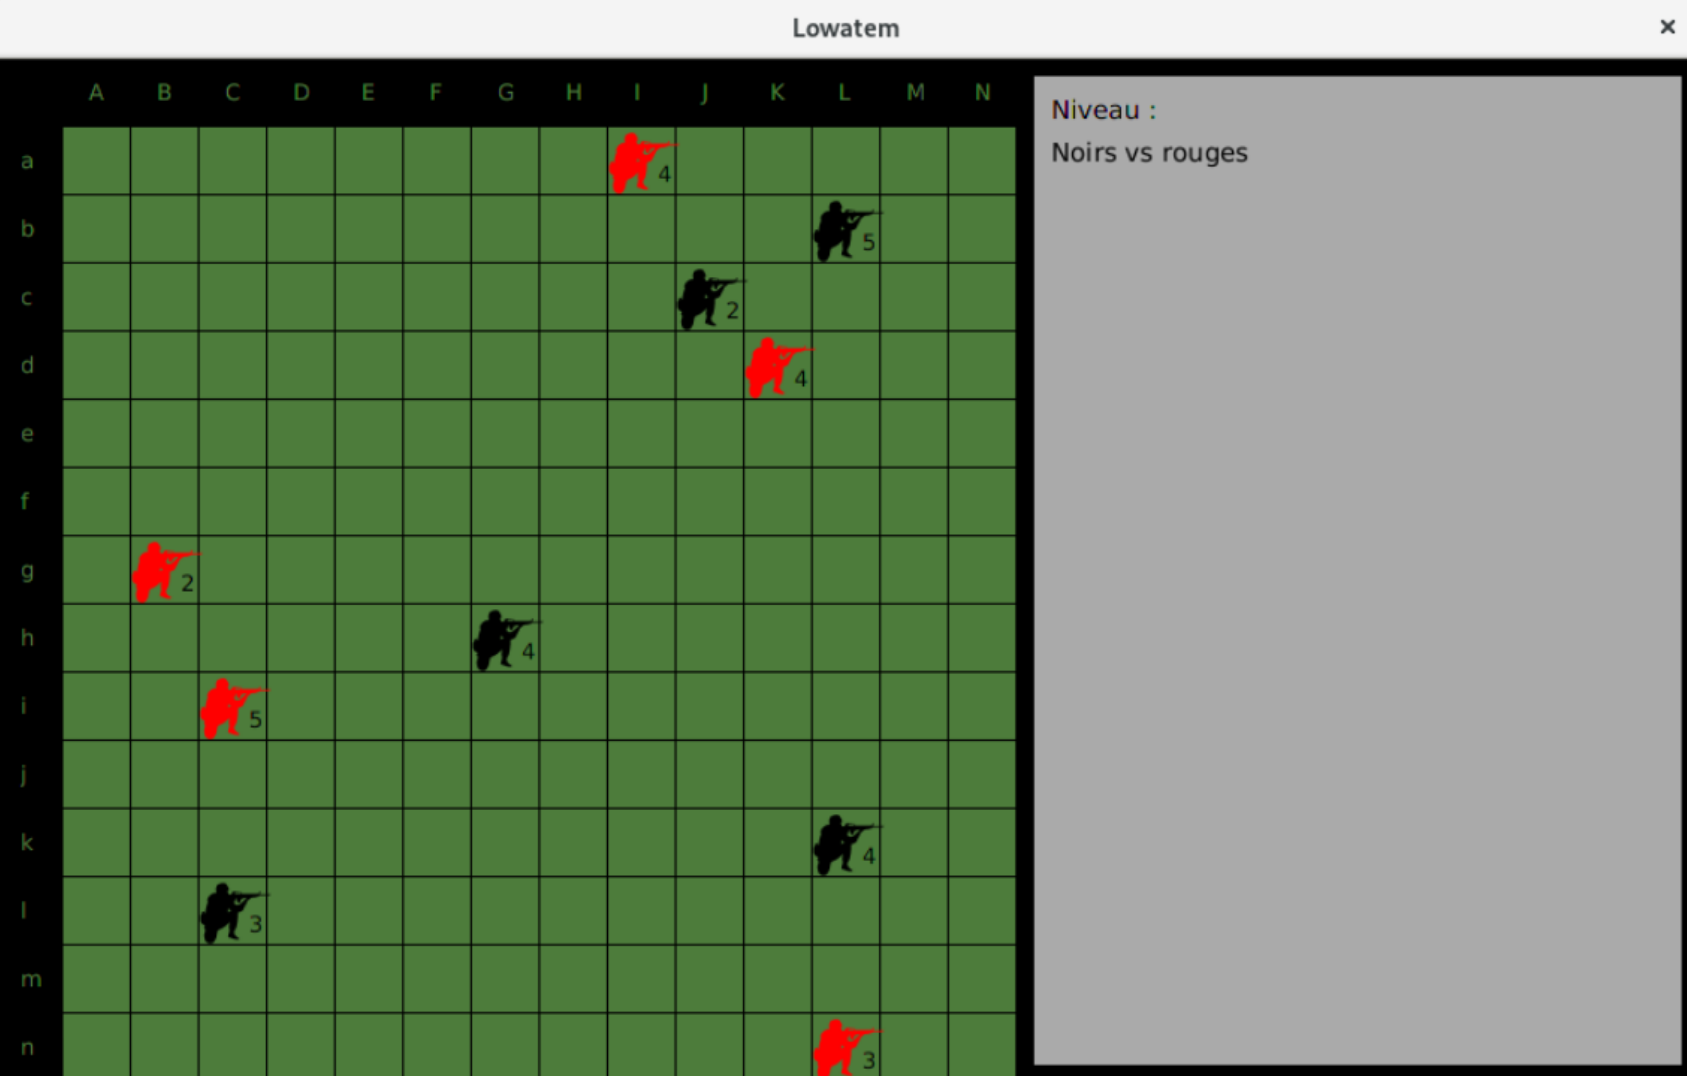 Lowatem ×
A B C D E F G H I J K L M N
Niveau :
Noirs vs rouges
a 4
b 5
c 2
d 4
e
f
g 2
h 4
i 5
j
k 4
l 3
m
n 3